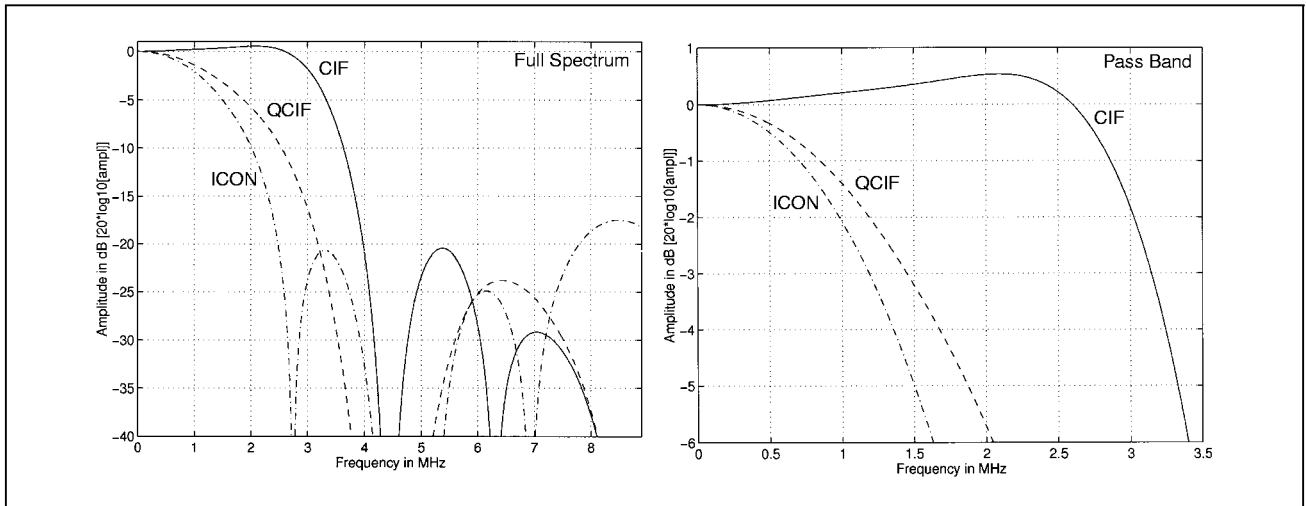 Full Spectrum
CIF
QCIF
ICON
Amplitude in dB [20*log10[ampl]]
0
−5
−10
−15
−20
−25
−30
−35
−40
0 1 2 3 4 5 6 7 8
Frequency in MHz
Pass Band
CIF
QCIF
ICON
Amplitude in dB [20*log10[ampl]]
1
0
−1
−2
−3
−4
−5
−6
0 0.5 1 1.5 2 2.5 3 3.5
Frequency in MHz